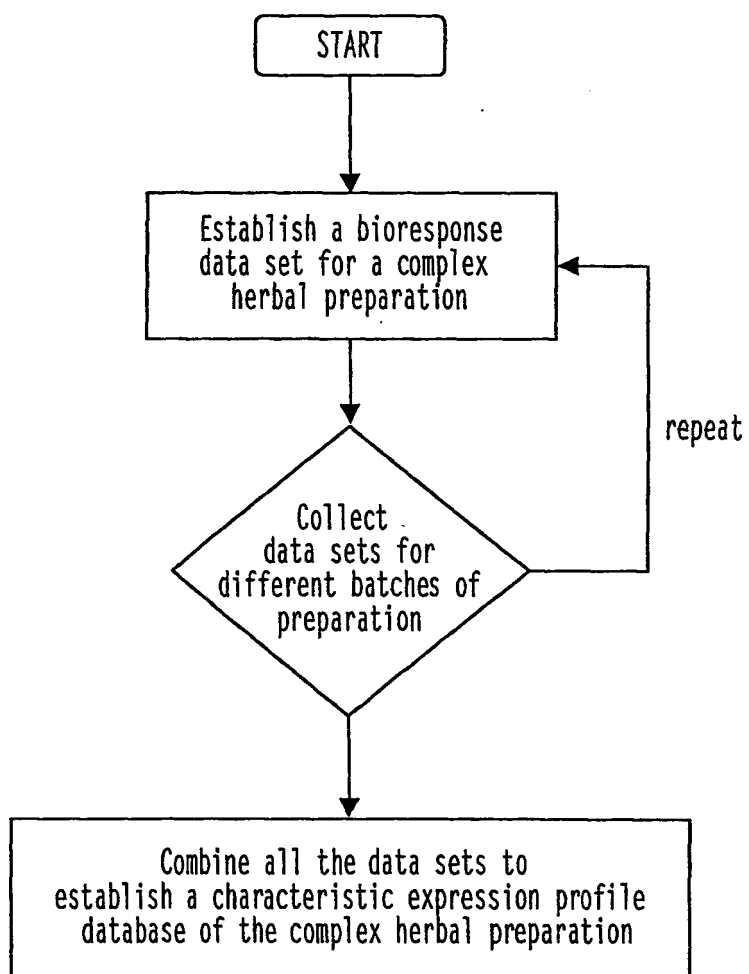 START
Establish a bioresponse
data set for a complex
herbal preparation
repeat
Collect
data sets for
different batches of
preparation
Combine all the data sets to
establish a characteristic expression profile
database of the complex herbal preparation